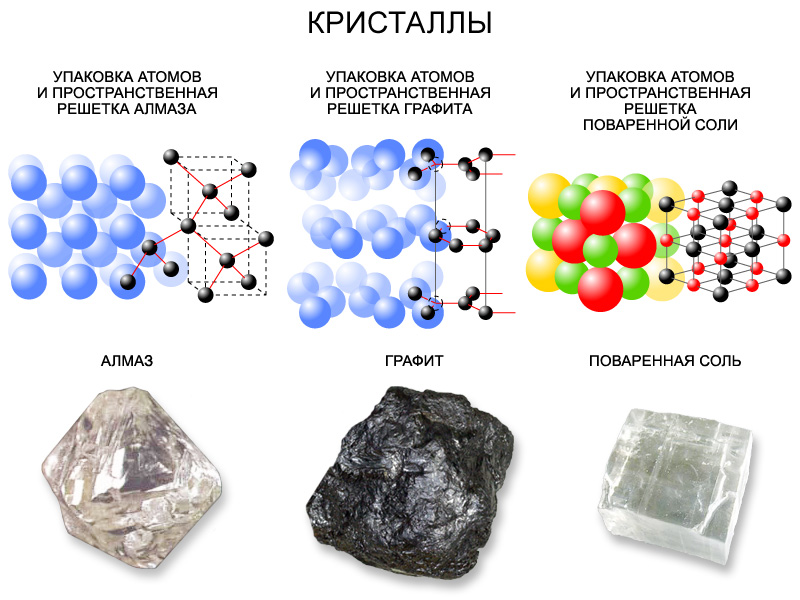 КРИСТАЛЛЫ
УПАКОВКА АТОМОВ
И ПРОСТРАНСТВЕННАЯ
РЕШЕТКА АЛМАЗА
УПАКОВКА АТОМОВ
И ПРОСТРАНСТВЕННАЯ
РЕШЕТКА ГРАФИТА
УПАКОВКА АТОМОВ
И ПРОСТРАНСТВЕННАЯ
РЕШЕТКА
ПОВАРЕННОЙ СОЛИ
АЛМАЗ
ГРАФИТ
ПОВАРЕННАЯ СОЛЬ